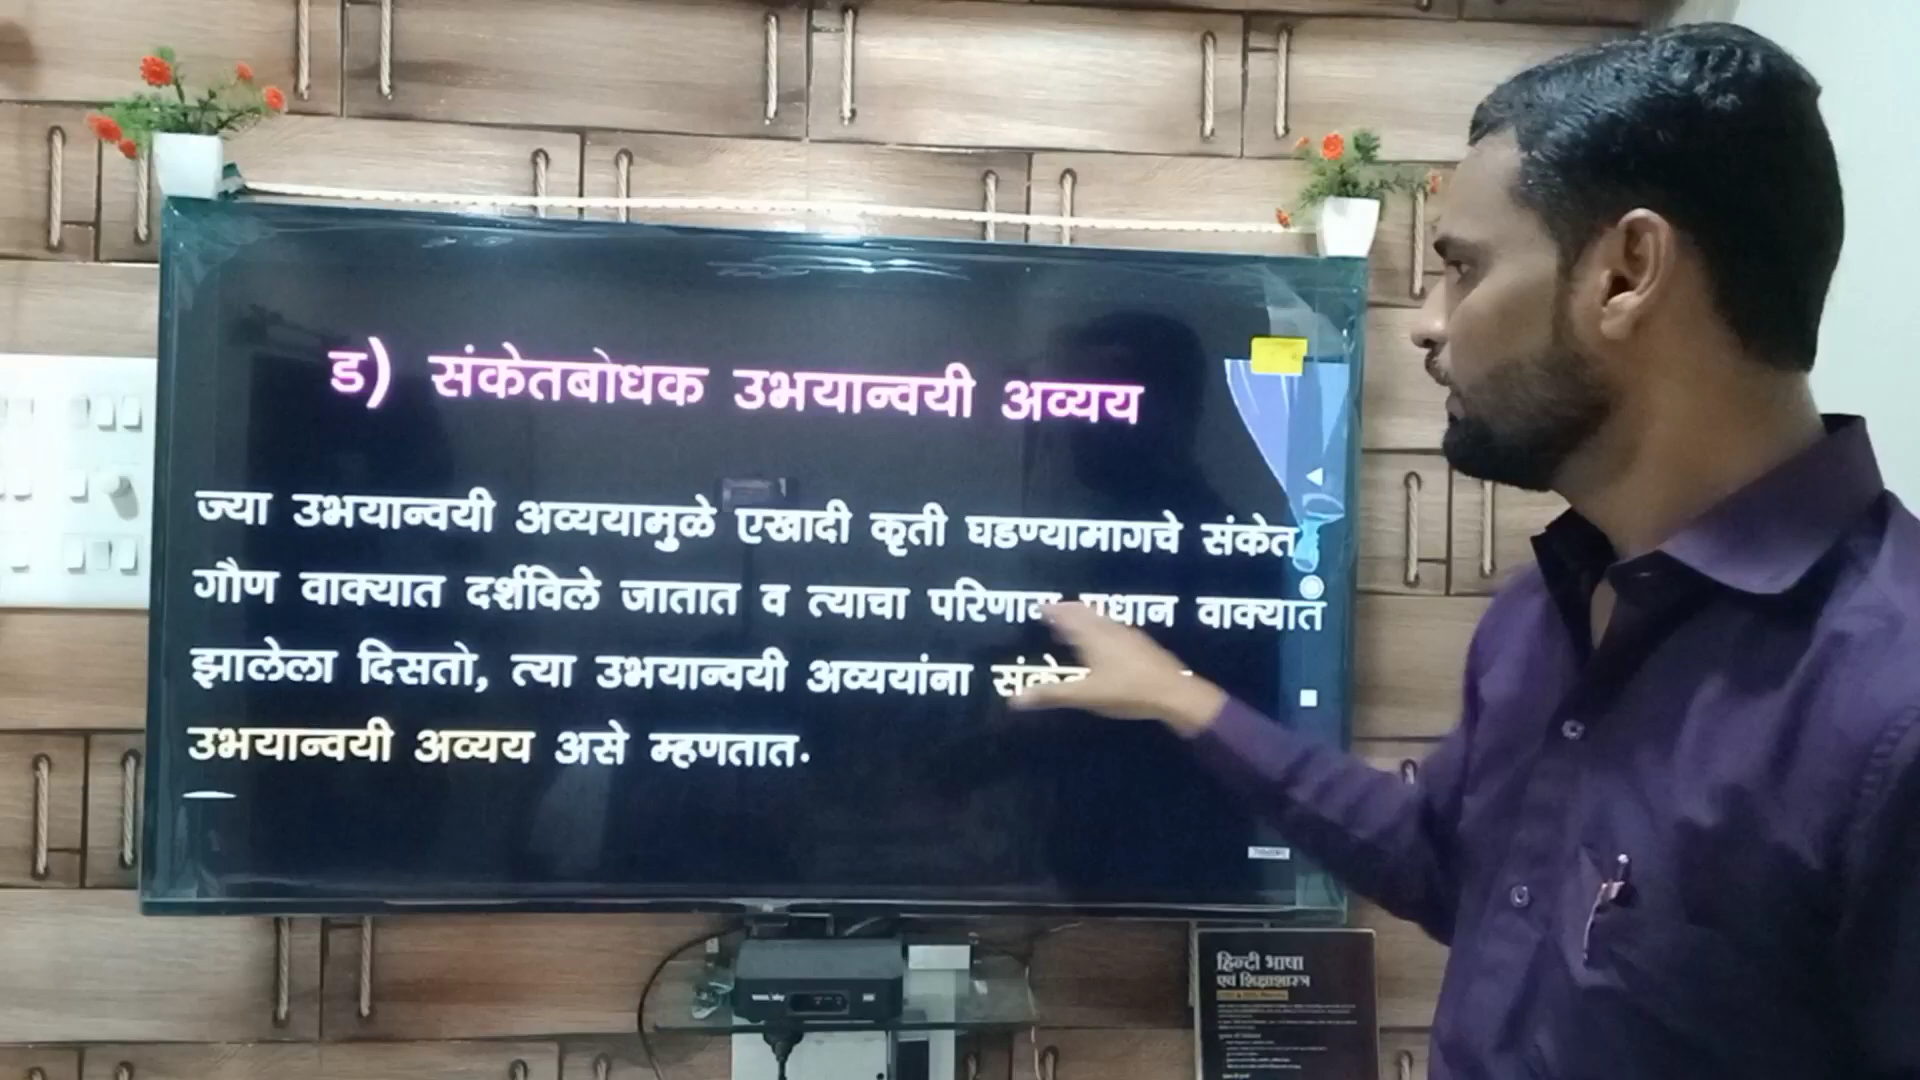 ड) संकेतबोधक उभयान्वयी अव्यय
ज्या उभयान्वयी अव्ययामुळे एखादी कृती घडण्यामागचे संकेत
गौण वाक्यात दर्शविले जातात व त्याचा परिणाम प्रधान वाक्यात
झालेला दिसतो, त्या उभयान्वयी अव्ययांना
उभयान्वयी अव्यय असे म्हणतात.
हिन्दी भाषा
एवं शिक्षाशास्त्र